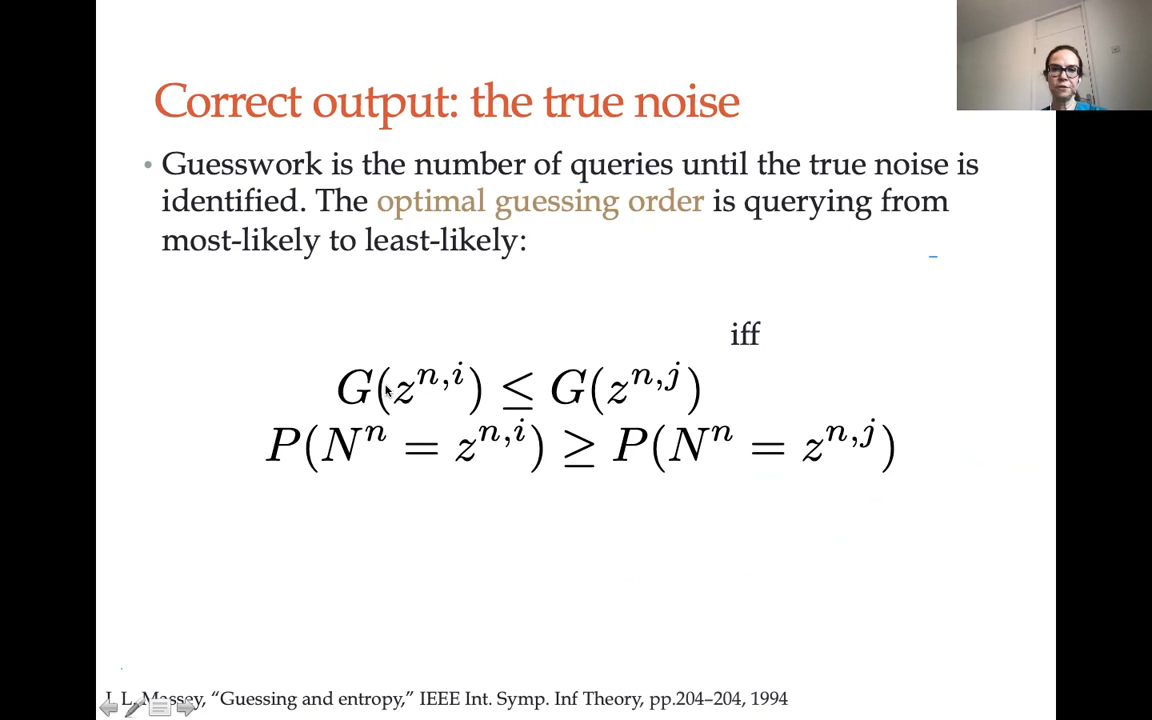 Correct output: the true noise
• Guesswork is the number of queries until the true noise is
identified. The optimal guessing order is querying from
most-likely to least-likely:
iff
G(z^{n,i}) ≤ G(z^{n,j})
P(N^n = z^{n,i}) ≥ P(N^n = z^{n,j})
J. L. Massey, “Guessing and entropy,” IEEE Int. Symp. Inf Theory, pp.204–204, 1994